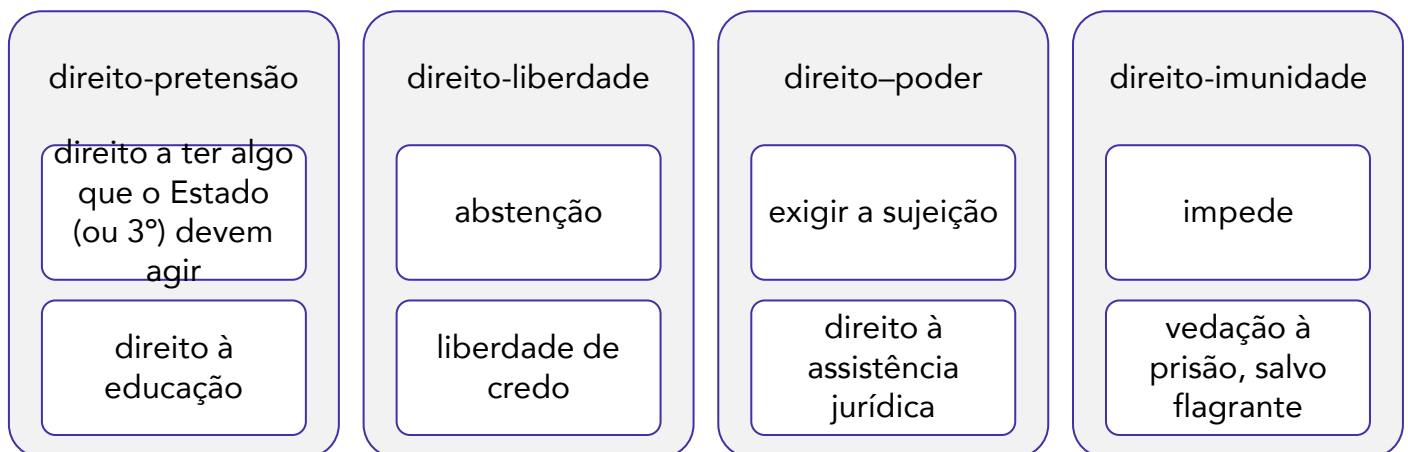 direito-pretensão
direito a ter algo
que o Estado
(ou 3º) devem
agir
direito à
educação
direito-liberdade
abstenção
liberdade de
credo
direito–poder
exigir a sujeição
direito à
assistência
jurídica
direito-imunidade
impede
vedação à
prisão, salvo
flagrante